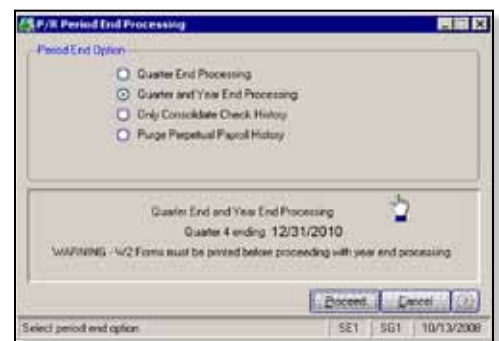 P/R Period End Processing
Period End Option
Quarter End Processing
Quarter and Year End Processing
Only Consolidate Check History
Purge Perpetual Payroll History
Quarter End and Year End Processing
Quarter 4 ending 12/31/2010
WARNING - W2 Forms must be printed before proceeding with year end processing
Proceed Cancel
Select period end option SE1 SG1 10/13/2008